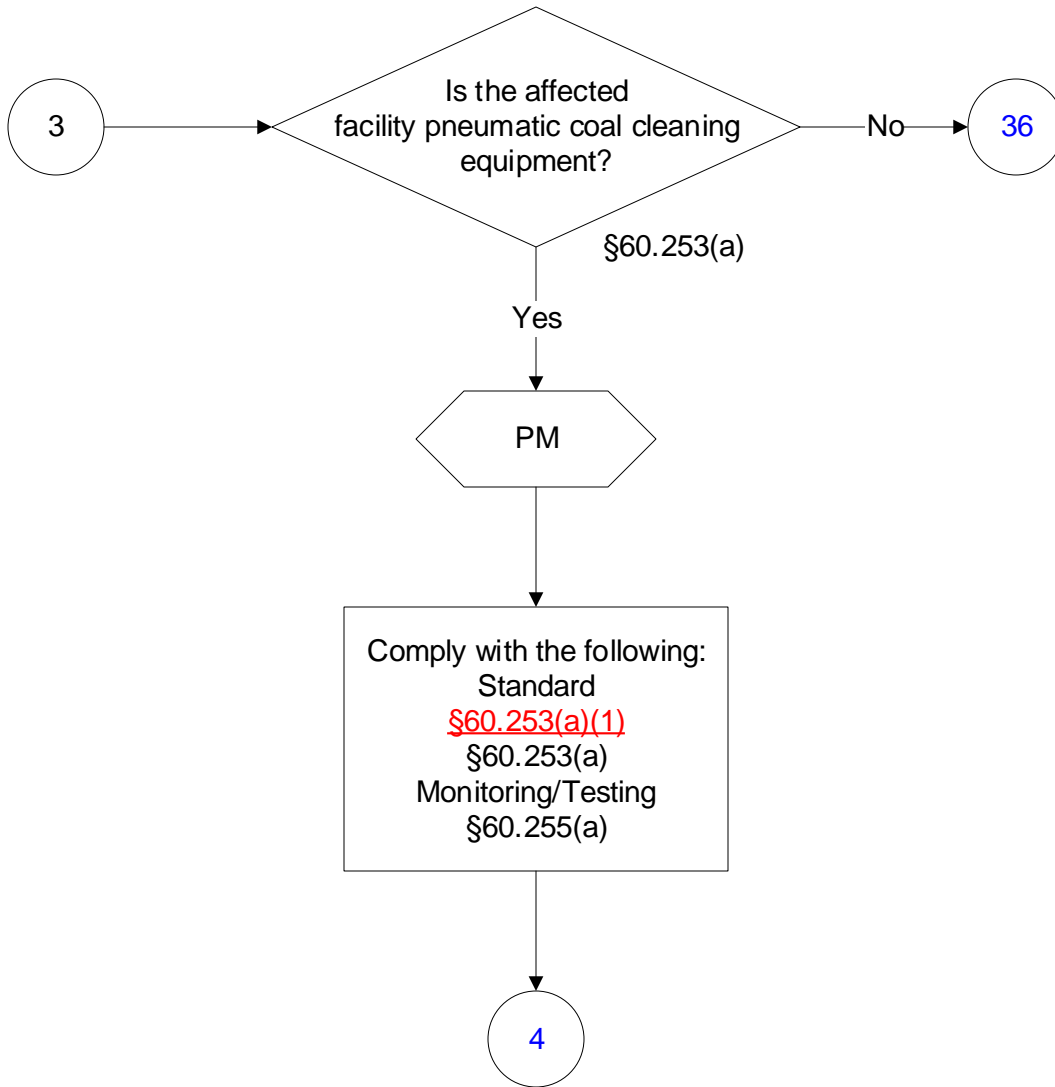 3
Is the affected
facility pneumatic coal cleaning
equipment?
No
36
§60.253(a)
Yes
PM
Comply with the following:
Standard
§60.253(a)(1)
§60.253(a)
Monitoring/Testing
§60.255(a)
4